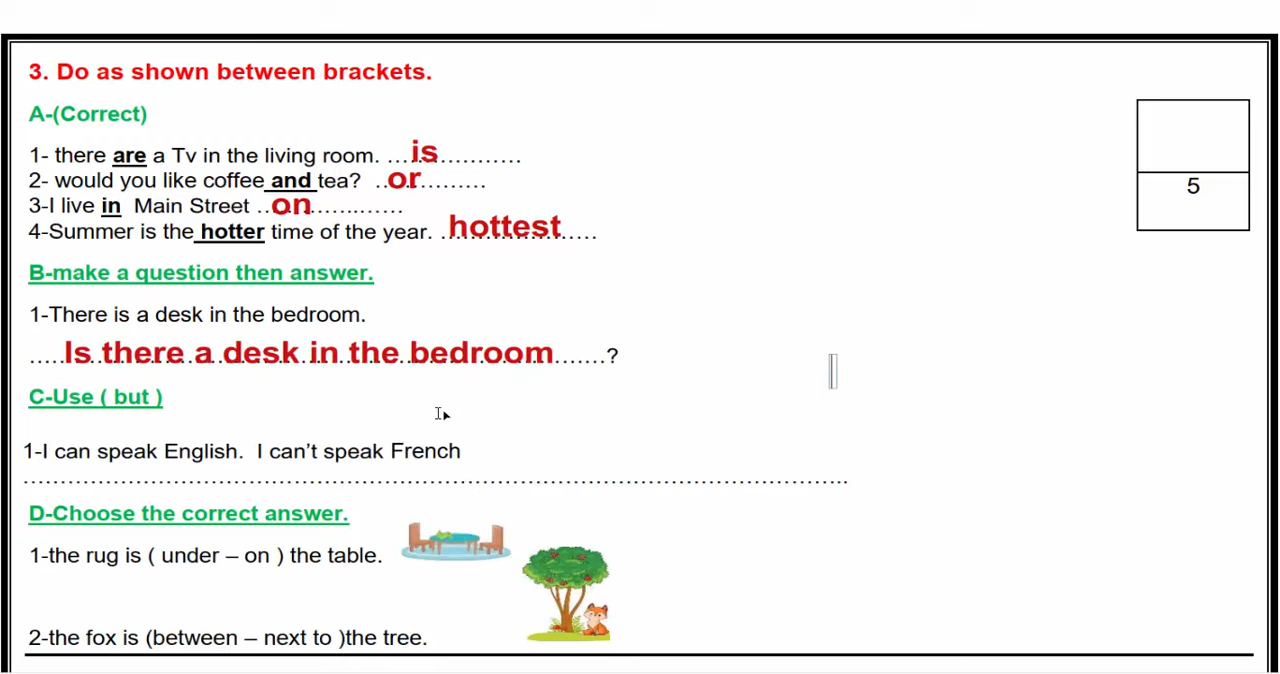 3. Do as shown between brackets.
A-(Correct)
1- there are a Tv in the living room. ....is............
2- would you like coffee and tea? ..or.........
3-I live in Main Street ..on..............
4-Summer is the hotter time of the year. ..hottest.....
5
B-make a question then answer.
1-There is a desk in the bedroom.
.....Is there a desk in the bedroom.......?
C-Use ( but )
1-I can speak English. I can't speak French
........................................................................................................
D-Choose the correct answer.
1-the rug is ( under – on ) the table.
2-the fox is (between – next to )the tree.